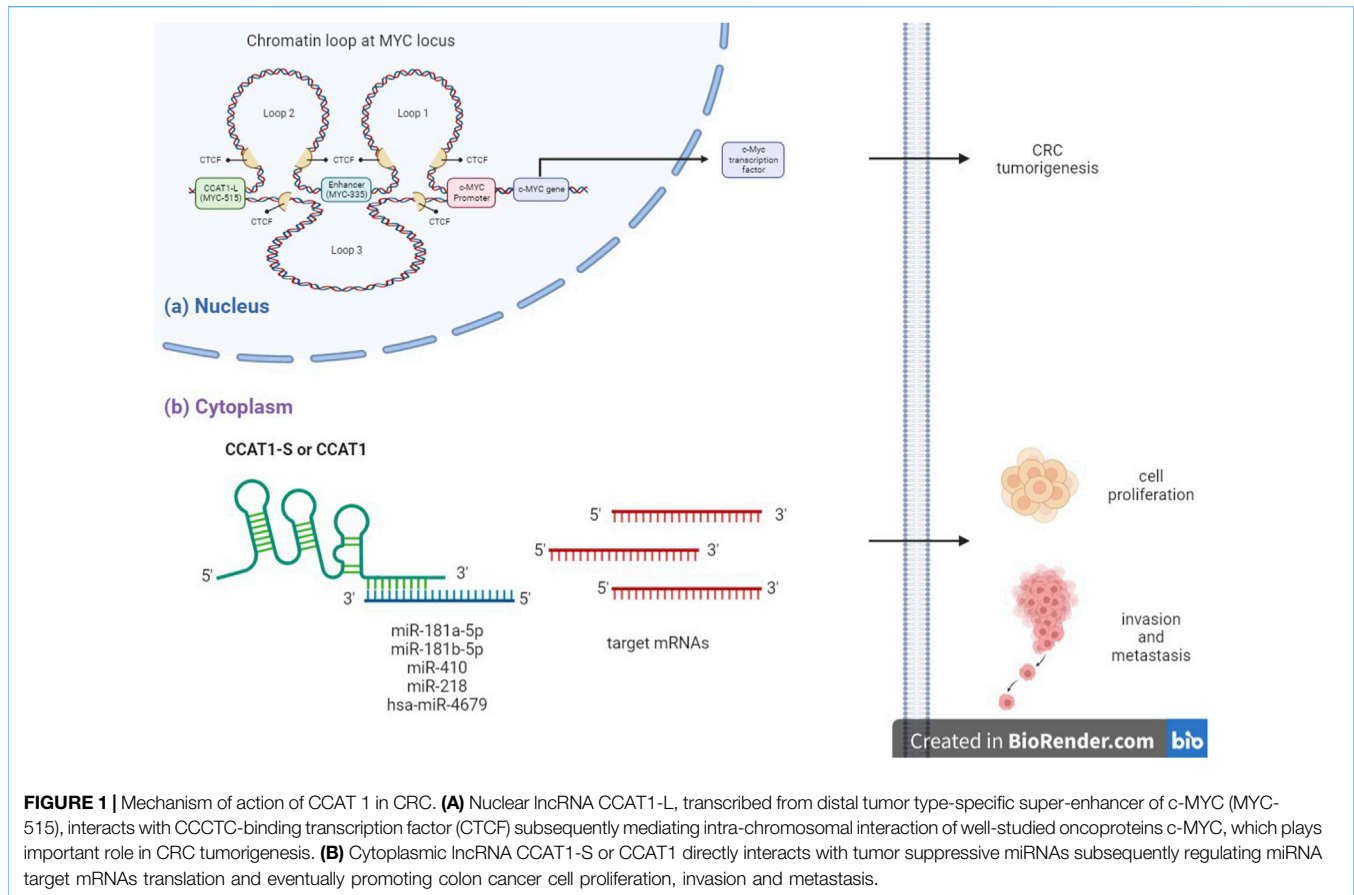 Chromatin loop at MYC locus
Loop 2
Loop 1
CTCF
CTCF
CTCF
CTCF
CCAT1-L
(MYC-515)
Enhancer
(MYC-335)
c-MYC
Promoter
c-MYC gene
c-Myc
transcription
factor
CRC
tumorigenesis
CTCF
CTCF
Loop 3
(a) Nucleus
(b) Cytoplasm
CCAT1-S or CCAT1
5'
3'
3'
5'
miR-181a-5p
miR-181b-5p
miR-410
miR-218
hsa-miR-4679
5'
3'
5'
3'
5'
3'
target mRNAs
cell
proliferation
invasion
and
metastasis
Created in BioRender.com bio
FIGURE 1 | Mechanism of action of CCAT 1 in CRC. (A) Nuclear lncRNA CCAT1-L, transcribed from distal tumor type-specific super-enhancer of c-MYC (MYC-
515), interacts with CCCTC-binding transcription factor (CTCF) subsequently mediating intra-chromosomal interaction of well-studied oncoproteins c-MYC, which plays
important role in CRC tumorigenesis. (B) Cytoplasmic lncRNA CCAT1-S or CCAT1 directly interacts with tumor suppressive miRNAs subsequently regulating miRNA
target mRNAs translation and eventually promoting colon cancer cell proliferation, invasion and metastasis.